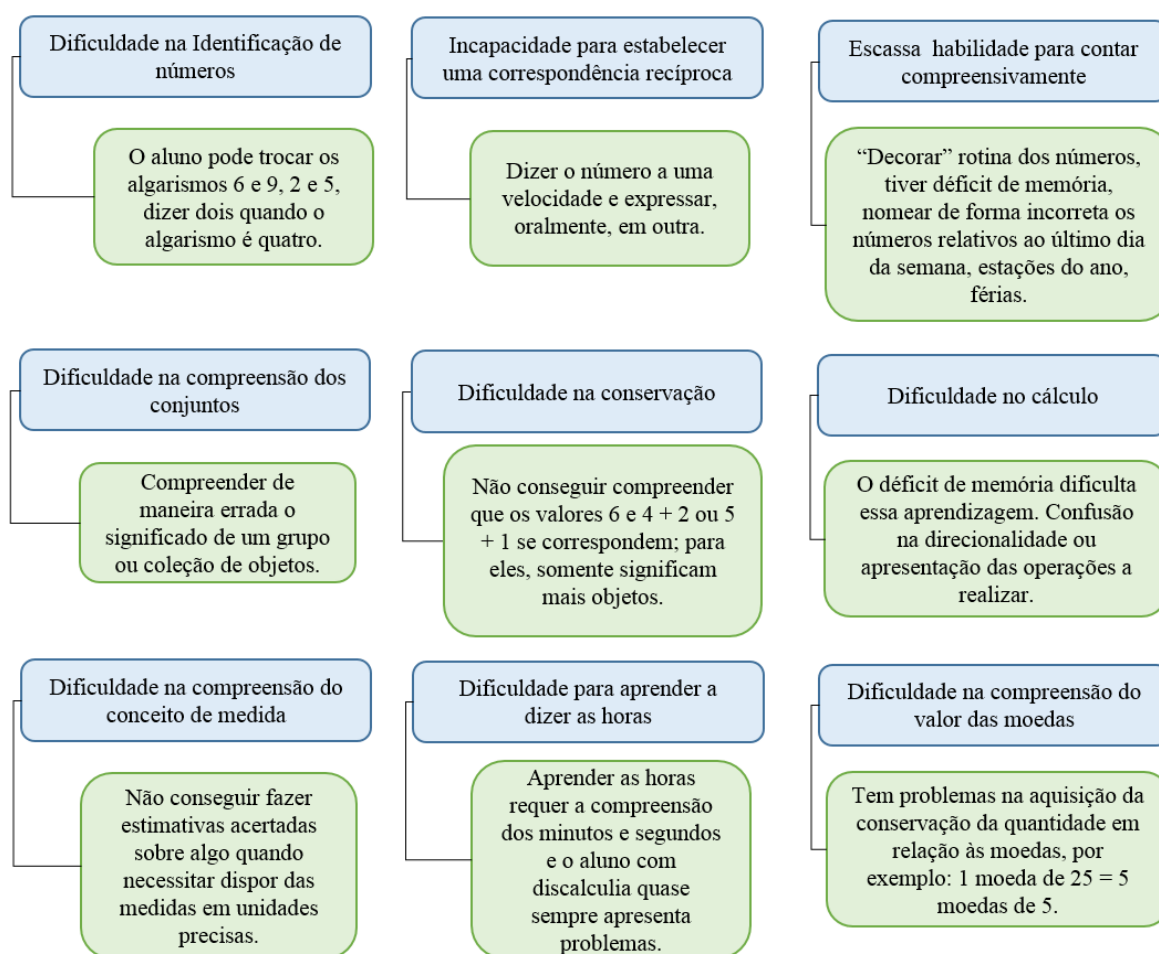 Dificuldade na Identificação de
números
O aluno pode trocar os
algarismos 6 e 9, 2 e 5,
dizer dois quando o
algarismo é quatro.
Incapacidade para estabelecer
uma correspondência recíproca
Dizer o número a uma
velocidade e expressar,
oralmente, em outra.
Escassa habilidade para contar
compreensivamente
“Decorar” rotina dos números,
tiver déficit de memória,
nomear de forma incorreta os
números relativos ao último dia
da semana, estações do ano,
férias.
Dificuldade na compreensão dos
conjuntos
Compreender de
maneira errada o
significado de um grupo
ou coleção de objetos.
Dificuldade na conservação
Não conseguir compreender
que os valores 6 e 4 + 2 ou 5
+ 1 se correspondem; para
eles, somente significam
mais objetos.
Dificuldade no cálculo
O déficit de memória dificulta
essa aprendizagem. Confusão
na direcionalidade ou
apresentação das operações a
realizar.
Dificuldade na compreensão do
conceito de medida
Não conseguir fazer
estimativas acertadas
sobre algo quando
necessitar dispor das
medidas em unidades
precisas.
Dificuldade para aprender a
dizer as horas
Aprender as horas
requer a compreensão
dos minutos e segundos
e o aluno com
discalculia quase
sempre apresenta
problemas.
Dificuldade na compreensão do
valor das moedas
Tem problemas na aquisição da
conservação da quantidade em
relação às moedas, por
exemplo: 1 moeda de 25 = 5
moedas de 5.